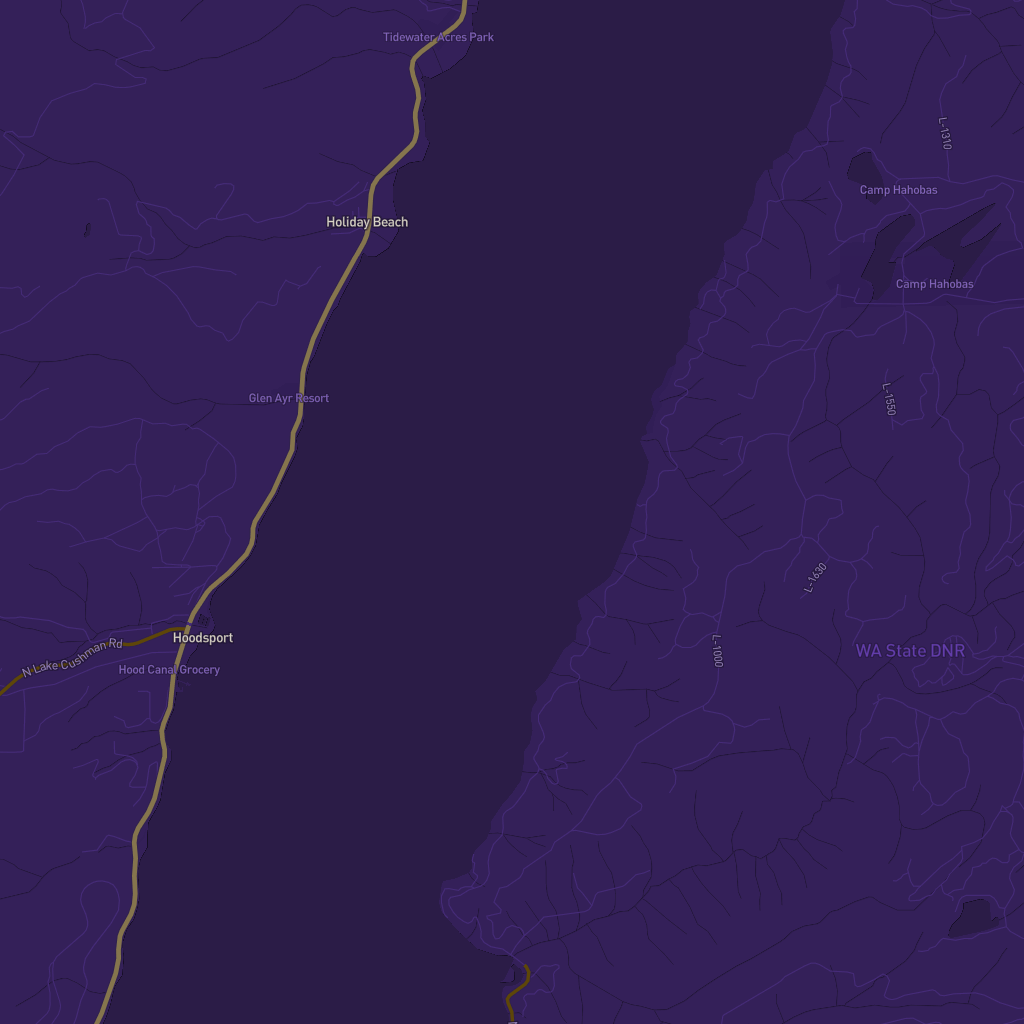 Tidewater Acres Park
L-1310
Camp Hahobas
Holiday Beach
Camp Hahobas
Glen Ayr Resort
L-1550
L-1630
Hoodsport
N Lake Cushman Rd
L-1000
WA State DNR
Hood Canal Grocery